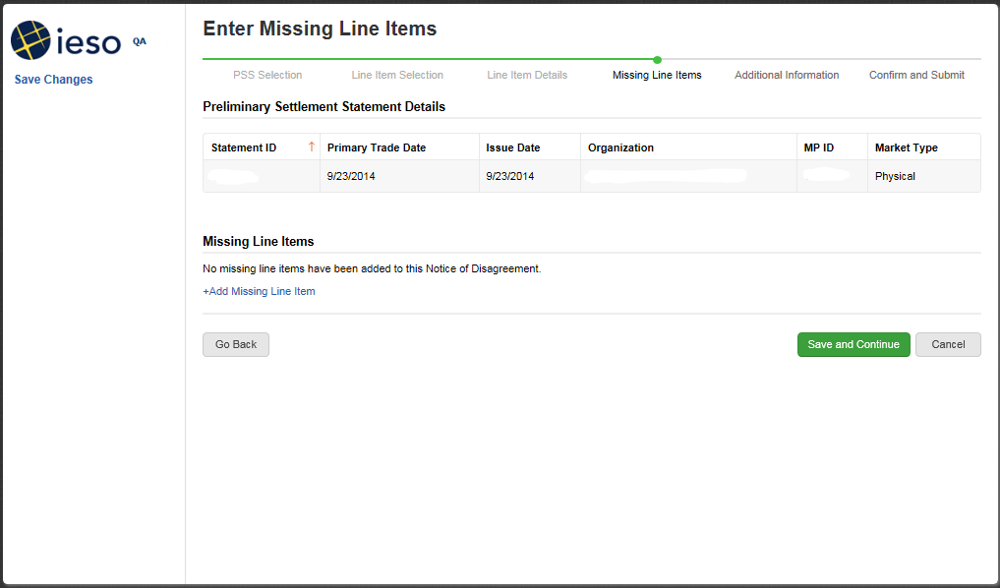 ieso QA
Save Changes
Enter Missing Line Items
PSS Selection Line Item Selection Line Item Details Missing Line Items Additional Information Confirm and Submit
Preliminary Settlement Statement Details
Statement ID ↑ Primary Trade Date Issue Date Organization MP ID Market Type
9/23/2014 9/23/2014 Physical
Missing Line Items
No missing line items have been added to this Notice of Disagreement.
+Add Missing Line Item
Go Back Save and Continue Cancel